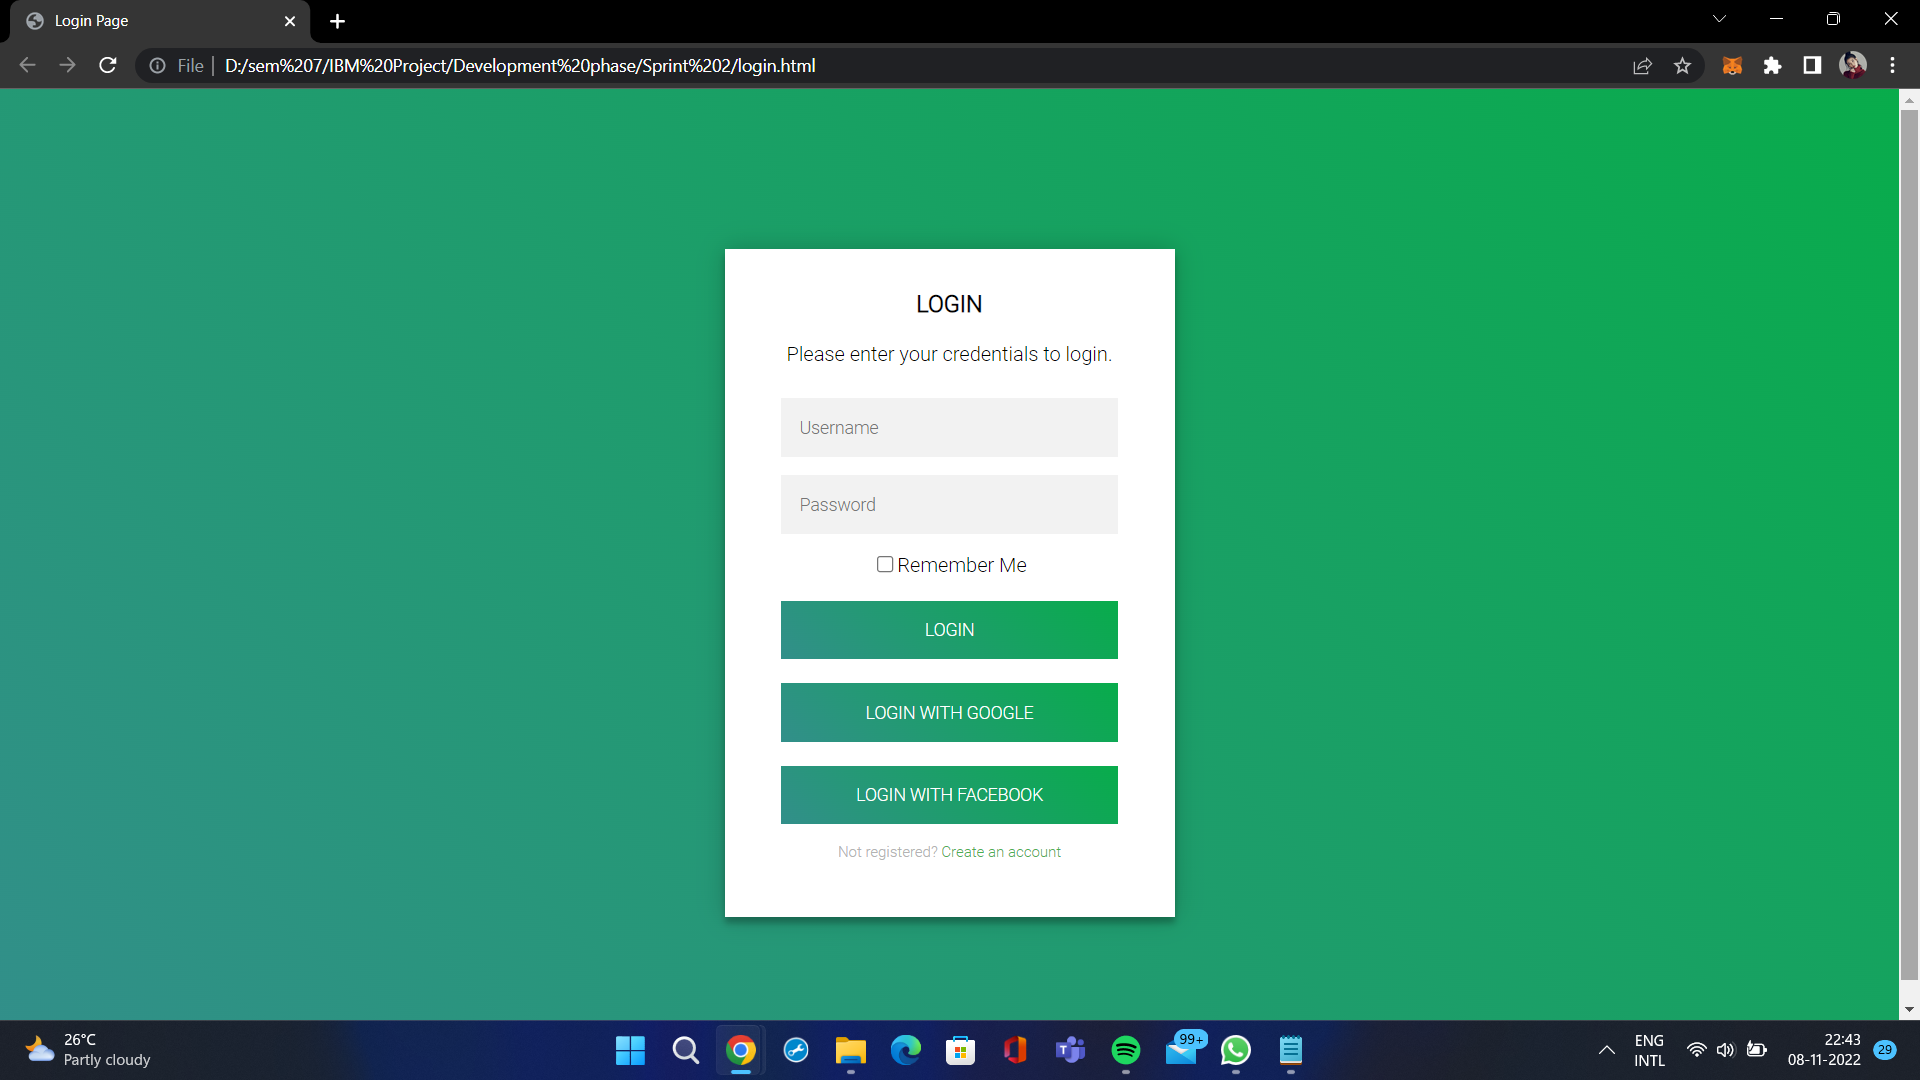 Login Page
File
D:/sem%207/IBM%20Project/Development%20phase/Sprint%202/login.html
LOGIN
Please enter your credentials to login.
Username
Password
Remember Me
LOGIN
LOGIN WITH GOOGLE
LOGIN WITH FACEBOOK
Not registered? Create an account
26°C
Partly cloudy
99+
ENG
INTL
22:43
08-11-2022
29